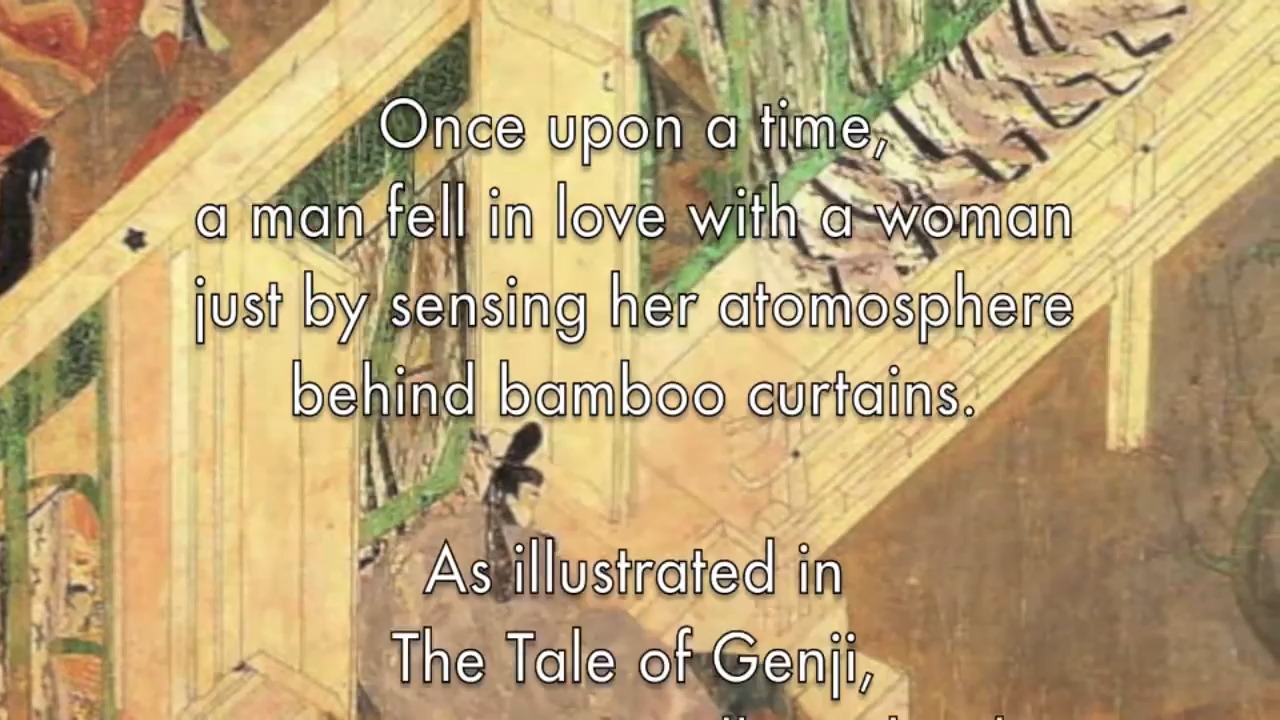 Once upon a time,
a man fell in love with a woman
just by sensing her atomosphere
behind bamboo curtains.
As illustrated in
The Tale of Genji,